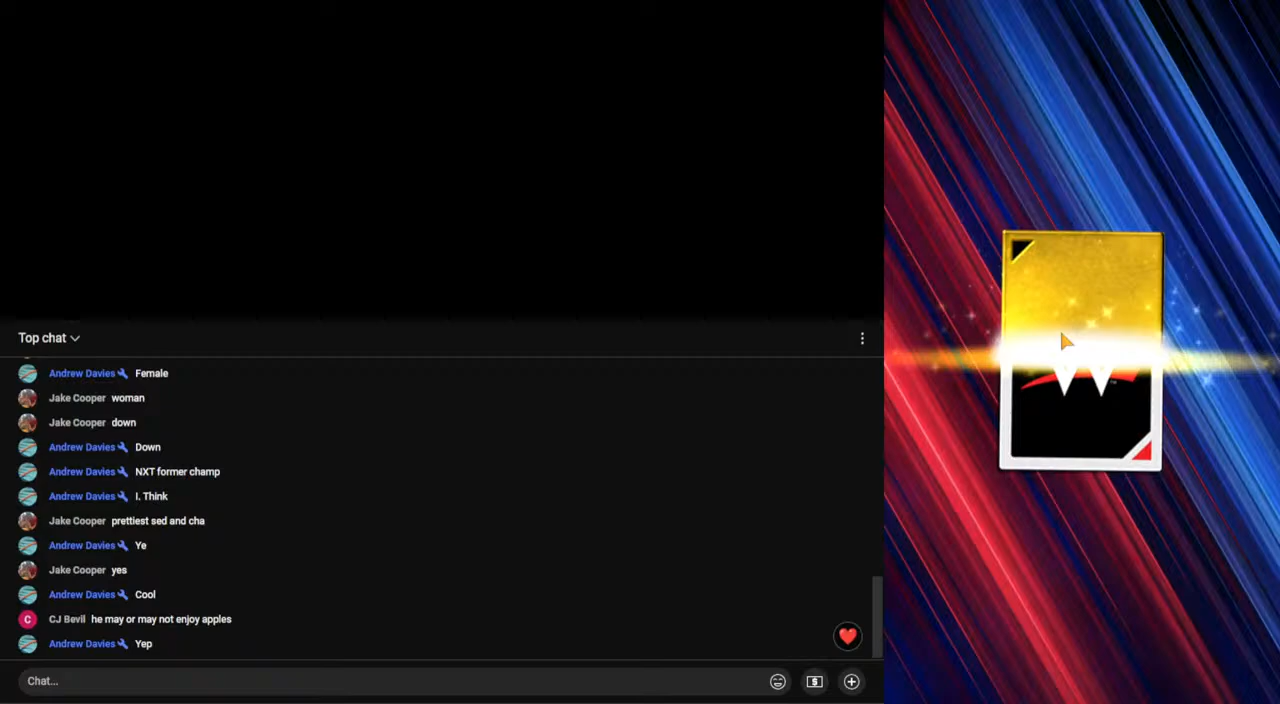 Top chat
Andrew Davies Female
Jake Cooper woman
Jake Cooper down
Andrew Davies Down
Andrew Davies NXT former champ
Andrew Davies I. Think
Jake Cooper prettiest sed and cha
Andrew Davies Ye
Jake Cooper yes
Andrew Davies Cool
C CJ Bevil he may or may not enjoy apples
Andrew Davies Yep
Chat...